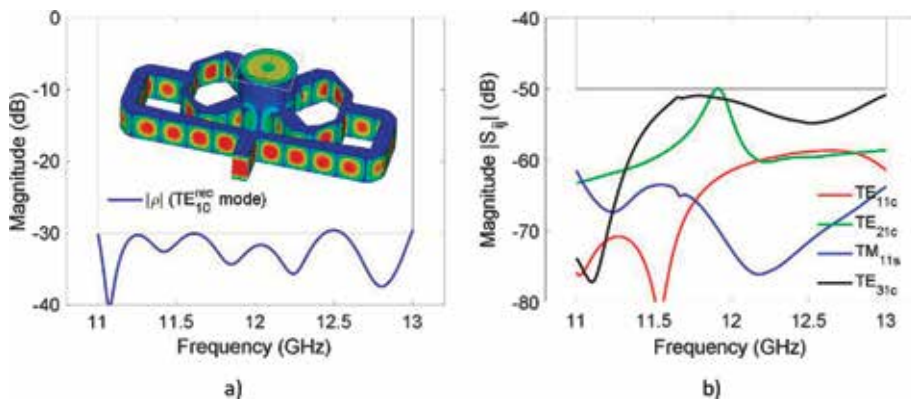 0
-10
-20
-30
-40
Magnitude (dB)
|ρ| (TE₁₀ʳᵉᶜ mode)
11 11.5 12 12.5 13
Frequency (GHz)
a)
-50
-60
-70
-80
Magnitude |Sᵢⱼ| (dB)
TE₁₁c
TE₂₁c
TM₁₁s
TE₃₁c
11 11.5 12 12.5 13
Frequency (GHz)
b)